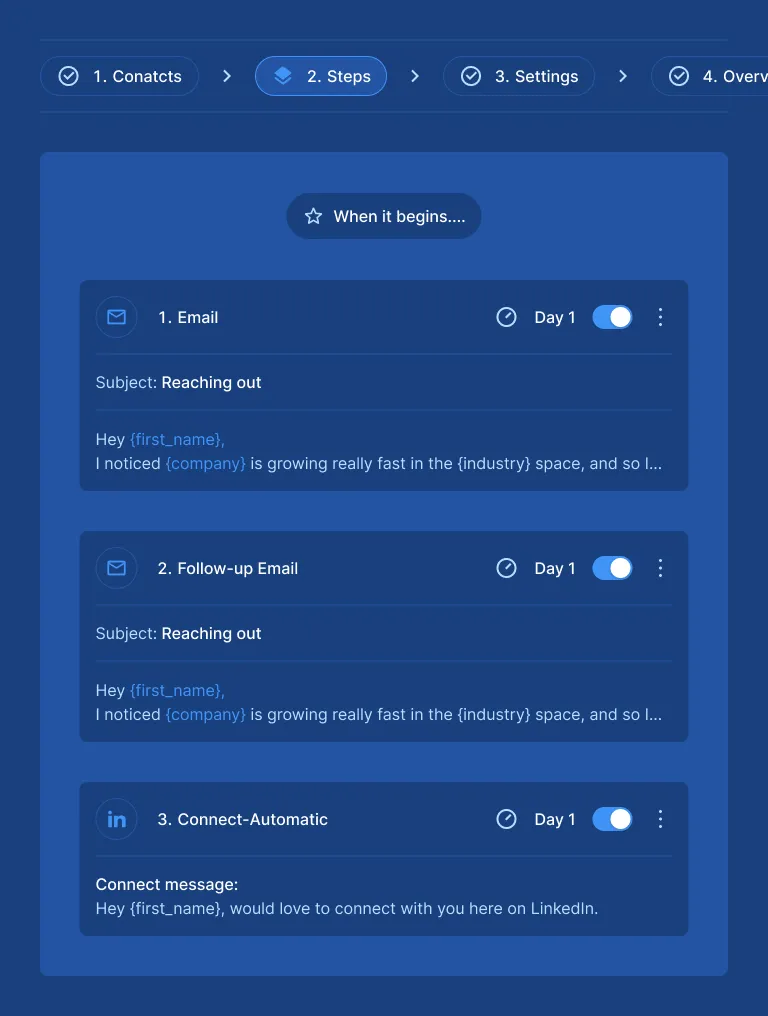 1. Conatcts
2. Steps
3. Settings
4. Overv
When it begins....
1. Email
Day 1
Subject: Reaching out
Hey {first_name},
I noticed {company} is growing really fast in the {industry} space, and so I...
2. Follow-up Email
Day 1
Subject: Reaching out
Hey {first_name},
I noticed {company} is growing really fast in the {industry} space, and so I...
in
3. Connect-Automatic
Day 1
Connect message:
Hey {first_name}, would love to connect with you here on LinkedIn.